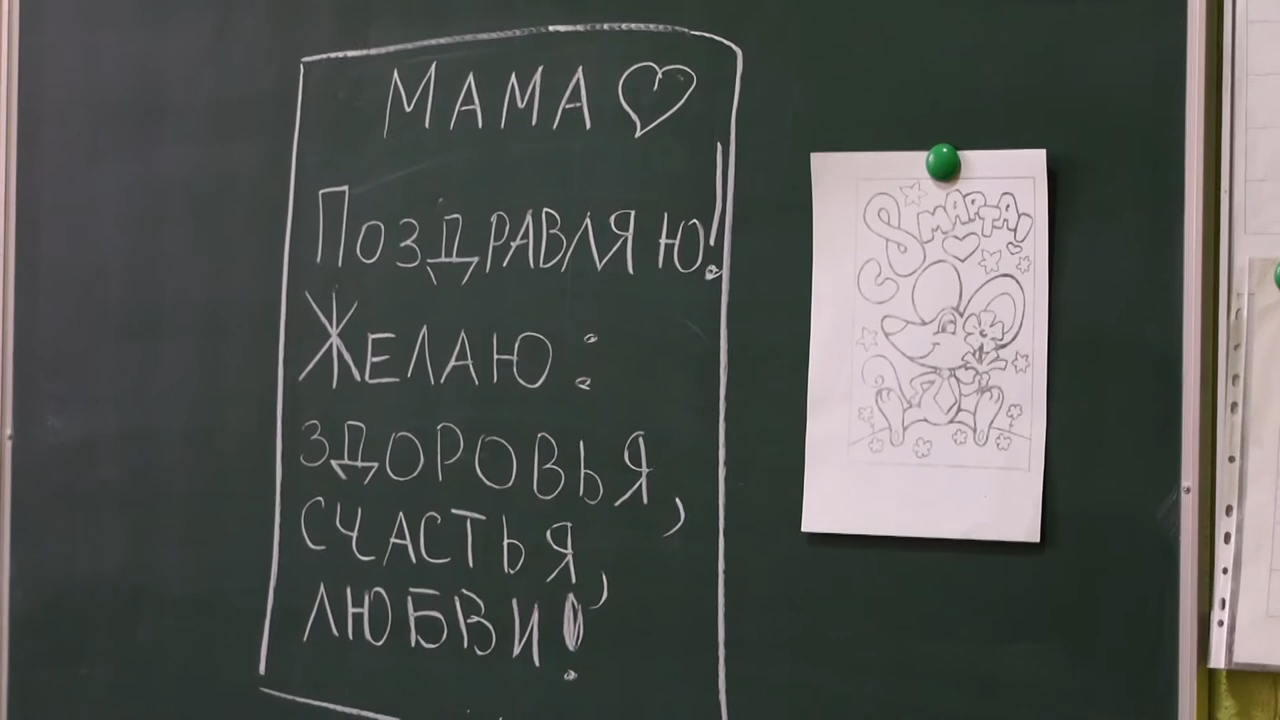 МАМА ♡
ПОЗДРАВЛЯЮ!
ЖЕЛАЮ:
ЗДОРОВЬЯ,
СЧАСТЬЯ,
ЛЮБВИ!
С 8 МАРТА!